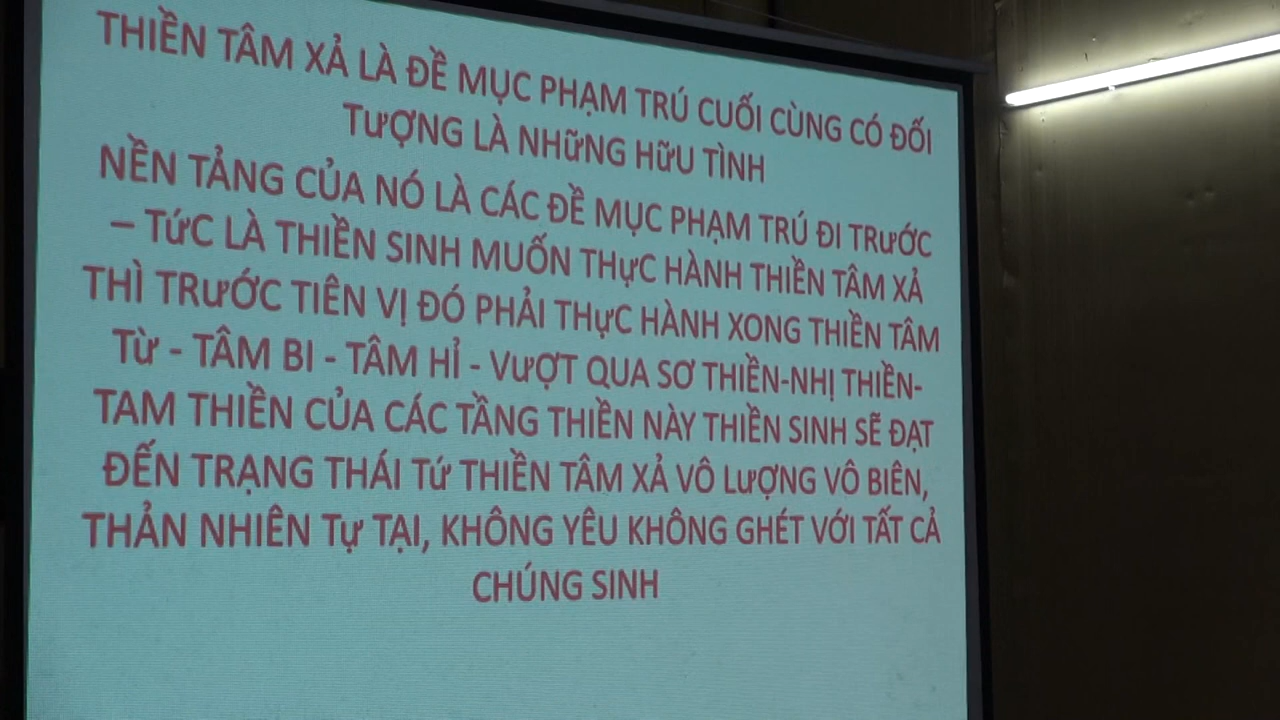 THIỀN TÂM XẢ LÀ ĐỀ MỤC PHẠM TRÚ CUỐI CÙNG CÓ ĐỐI
TượNG LÀ NHữNG HữU TÌNH
NỀN TẢNG CỦA NÓ LÀ CÁC ĐỀ MỤC PHẠM TRÚ ĐI TRướC
– TứC LÀ THIỀN SINH MUỐN THựC HÀNH THIỀN TÂM XẢ
THÌ TRướC TIÊN VỊ ĐÓ PHẢI THựC HÀNH XONG THIỀN TÂM
Từ - TÂM BI - TÂM HỈ - VượT QUA SƠ THIỀN-NHỊ THIỀN-
TAM THIỀN CỦA CÁC TẦNG THIỀN NÀY THIỀN SINH SẼ ĐẠT
ĐẾN TRẠNG THÁI Tứ THIỀN TÂM XẢ VÔ LượNG VÔ BIÊN,
THẢN NHIÊN Tự TẠI, KHÔNG YÊU KHÔNG GHÉT VỚI TẤT CẢ
CHÚNG SINH